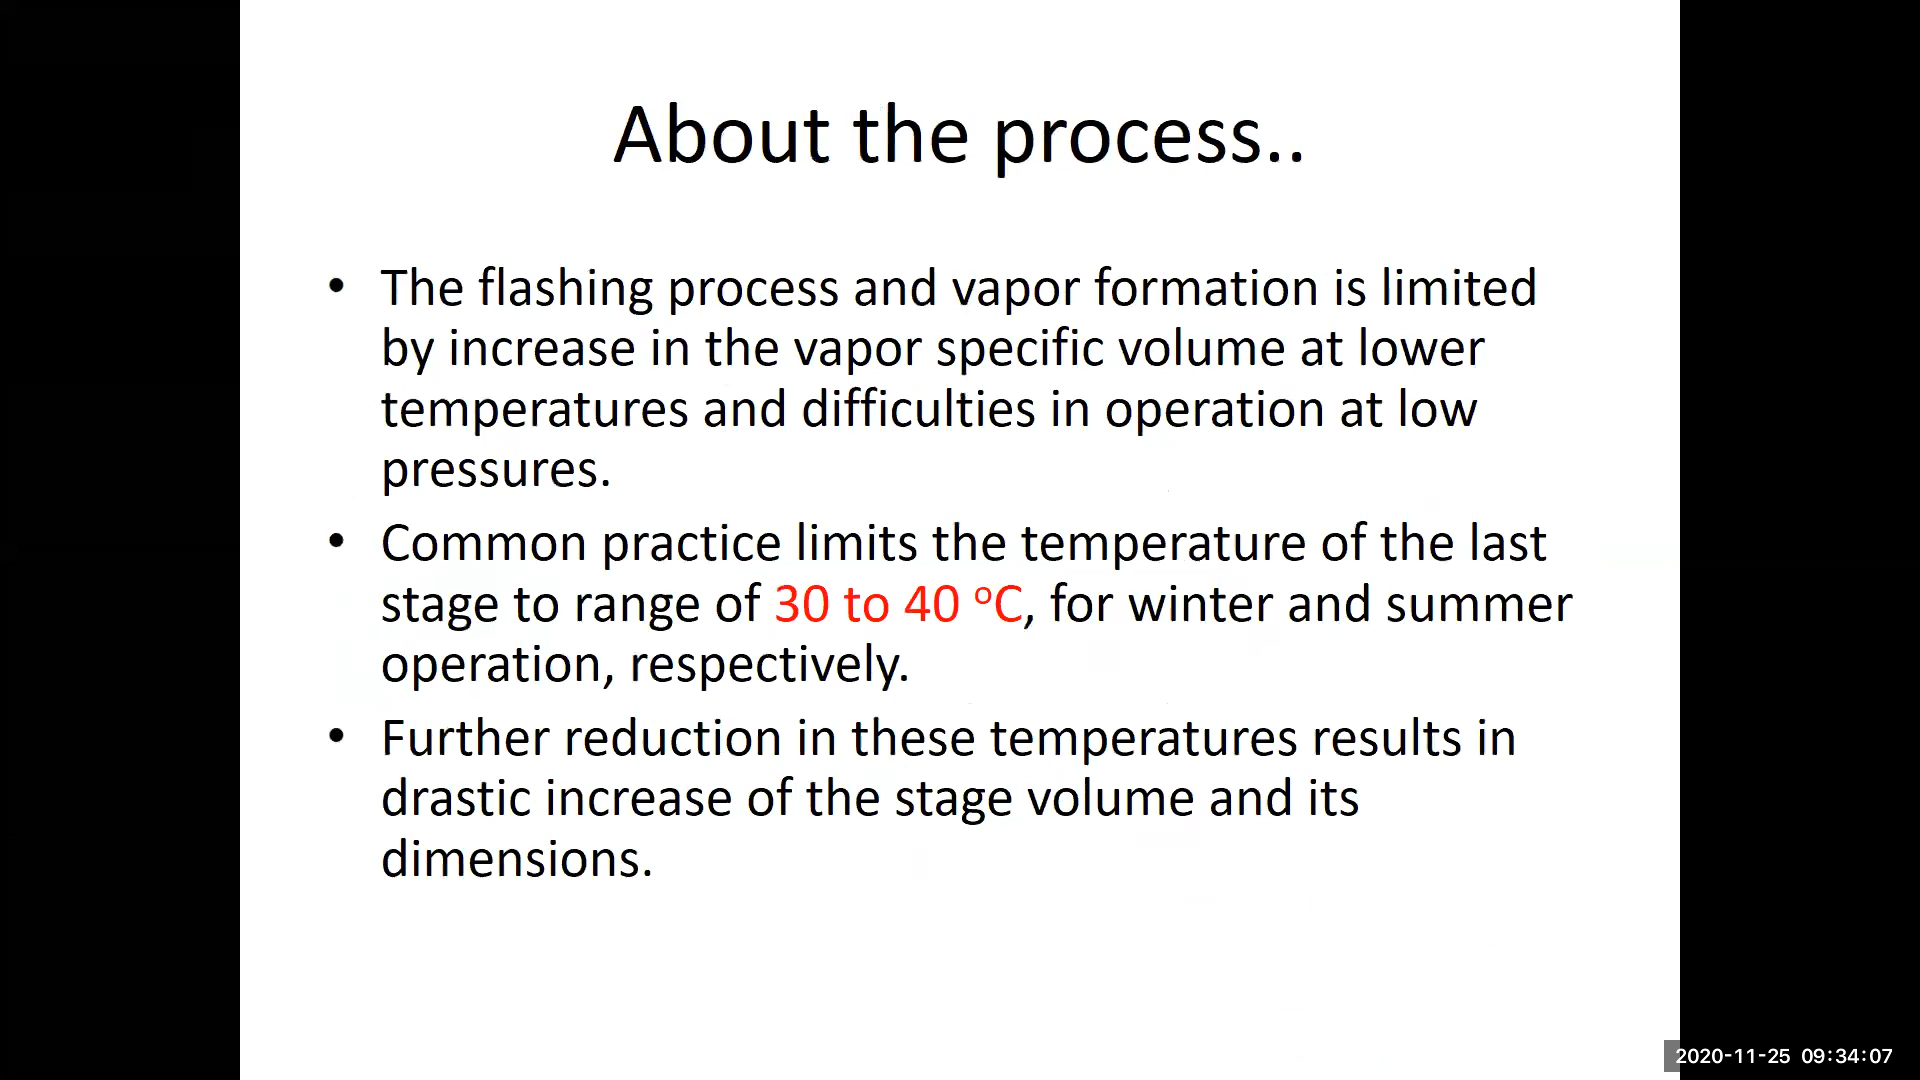 About the process..
• The flashing process and vapor formation is limited
by increase in the vapor specific volume at lower
temperatures and difficulties in operation at low
pressures.
• Common practice limits the temperature of the last
stage to range of 30 to 40 ᵒC, for winter and summer
operation, respectively.
• Further reduction in these temperatures results in
drastic increase of the stage volume and its
dimensions.
2020-11-25 09:34:07